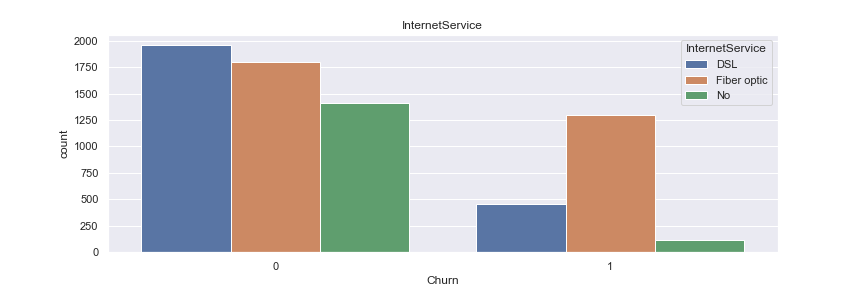 InternetService
2000
1750
1500
1250
1000
750
500
250
0
count
0
1
Churn
InternetService
DSL
Fiber optic
No